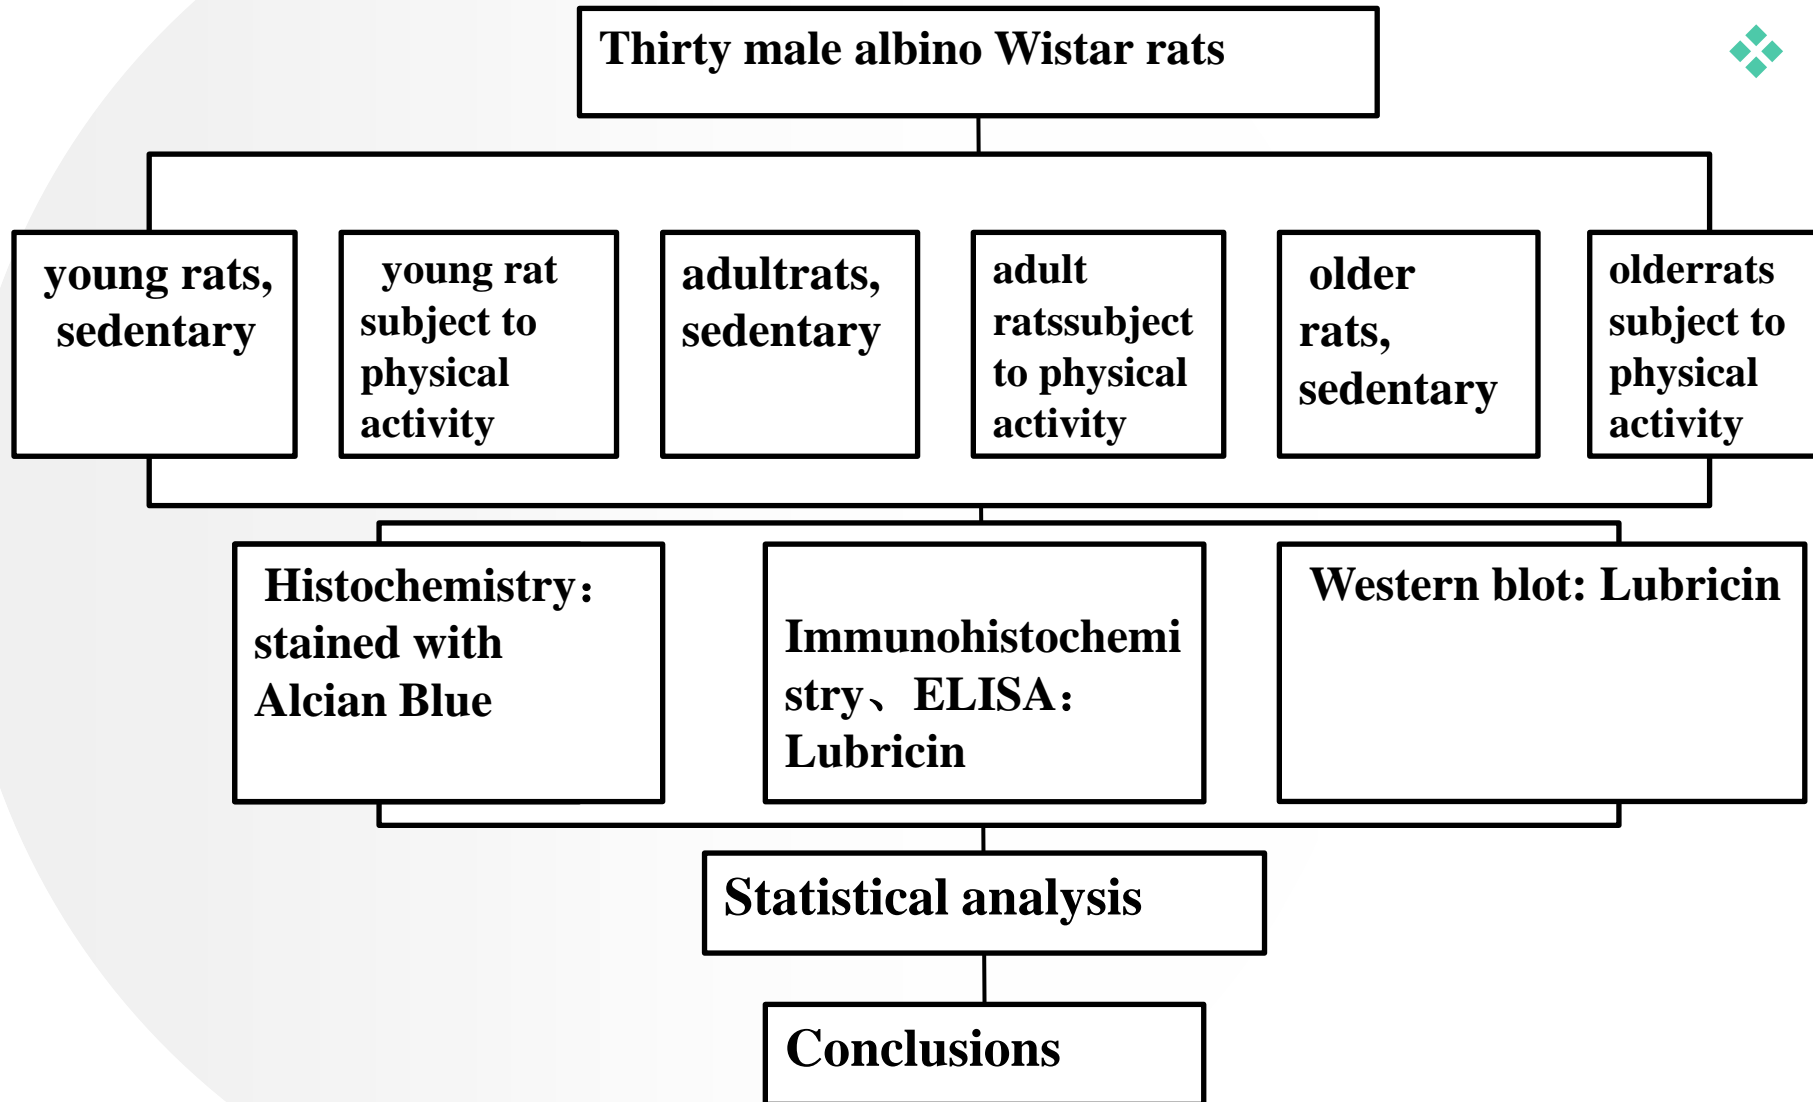 Thirty male albino Wistar rats
young rats,
sedentary
young rat
subject to
physical
activity
adultrats,
sedentary
adult
ratssubject
to physical
activity
older
rats,
sedentary
olderrats
subject to
physical
activity
Histochemistry：
stained with
Alcian Blue
Immunohistochemi
stry、ELISA：
Lubricin
Western blot: Lubricin
Statistical analysis
Conclusions